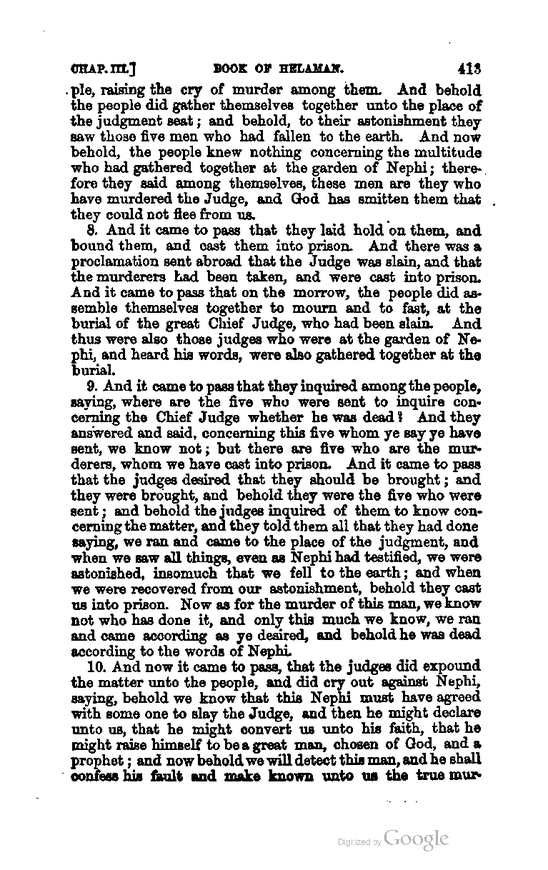 CHAP. III.] BOOK OF HELAMAN. 413
ple, raising the cry of murder among them. And behold
the people did gather themselves together unto the place of
the judgment seat; and behold, to their astonishment they
saw those five men who had fallen to the earth. And now
behold, the people knew nothing concerning the multitude
who had gathered together at the garden of Nephi; there-
fore they said among themselves, these men are they who
have murdered the Judge, and God has smitten them that
they could not flee from us.
8. And it came to pass that they laid hold on them, and
bound them, and cast them into prison. And there was a
proclamation sent abroad that the Judge was slain, and that
the murderers had been taken, and were cast into prison.
And it came to pass that on the morrow, the people did as-
semble themselves together to mourn and to fast, at the
burial of the great Chief Judge, who had been slain. And
thus were also those judges who were at the garden of Ne-
phi, and heard his words, were also gathered together at the
burial.
9. And it came to pass that they inquired among the people,
saying, where are the five who were sent to inquire con-
cerning the Chief Judge whether he was dead? And they
answered and said, concerning this five whom ye say ye have
sent, we know not; but there are five who are the mur-
derers, whom we have cast into prison. And it came to pass
that the judges desired that they should be brought; and
they were brought, and behold they were the five who were
sent; and behold the judges inquired of them to know con-
cerning the matter, and they told them all that they had done
saying, we ran and came to the place of the judgment, and
when we saw all things, even as Nephi had testified, we were
astonished, insomuch that we fell to the earth; and when
we were recovered from our astonishment, behold they cast
us into prison. Now as for the murder of this man, we know
not who has done it, and only this much we know, we ran
and came according as ye desired, and behold he was dead
according to the words of Nephi.
10. And now it came to pass, that the judges did expound
the matter unto the people, and did cry out against Nephi,
saying, behold we know that this Nephi must have agreed
with some one to slay the Judge, and then he might declare
unto us, that he might convert us unto his faith, that he
might raise himself to be a great man, chosen of God, and a
prophet; and now behold we will detect this man, and he shall
confess his fault and make known unto us the true mur-
Digitized by Google